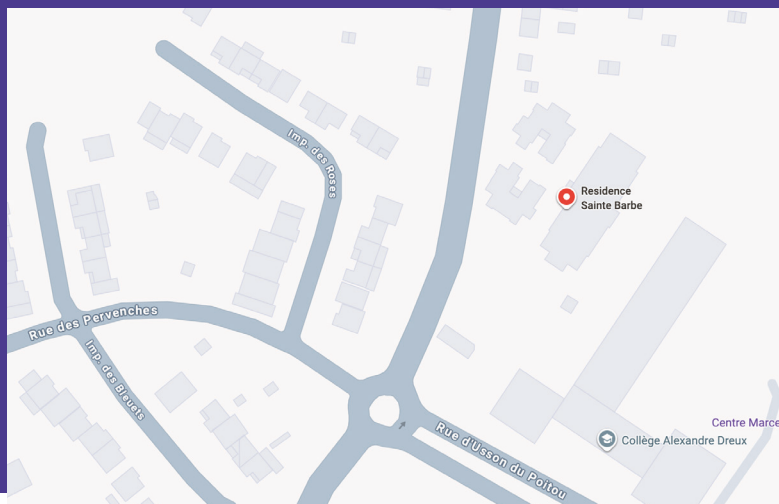 Imp. des Roses
Residence
Sainte Barbe
Rue des Pervenches
Imp. des Bleuets
Centre Marce
Rue d'Usson du Poitou
Collège Alexandre Dreux